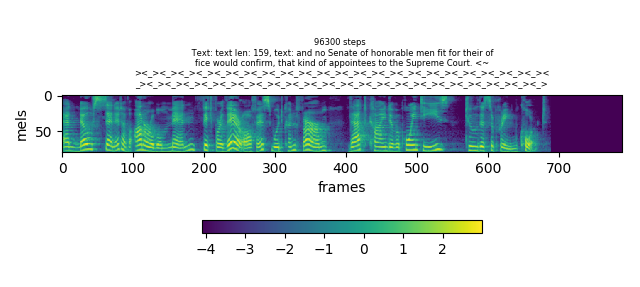 96300 steps
Text: text len: 159, text: and no Senate of honorable men fit for their of
fice would confirm, that kind of appointees to the Supreme Court. <~
><_><_><_><_><_><_><_><_><_><_><_><_><_><_><_><_><_><_><_><_><_><_><_><
_><_><_><_><_><_><_><_><_><_><_><_><_><_><_><_><_><_><_><_><_><_><_><_>
mels
0
50
0 100 200 300 400 500 600 700
frames
−4 −3 −2 −1 0 1 2